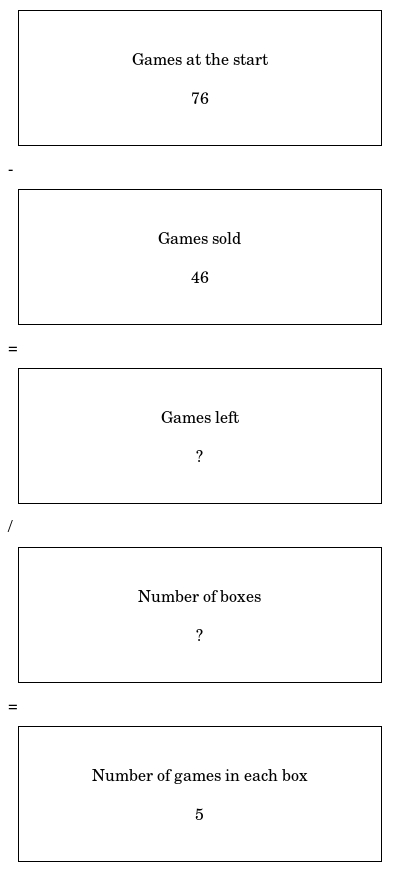 Games at the start
76
-
Games sold
46
=
Games left
?
/
Number of boxes
?
=
Number of games in each box
5